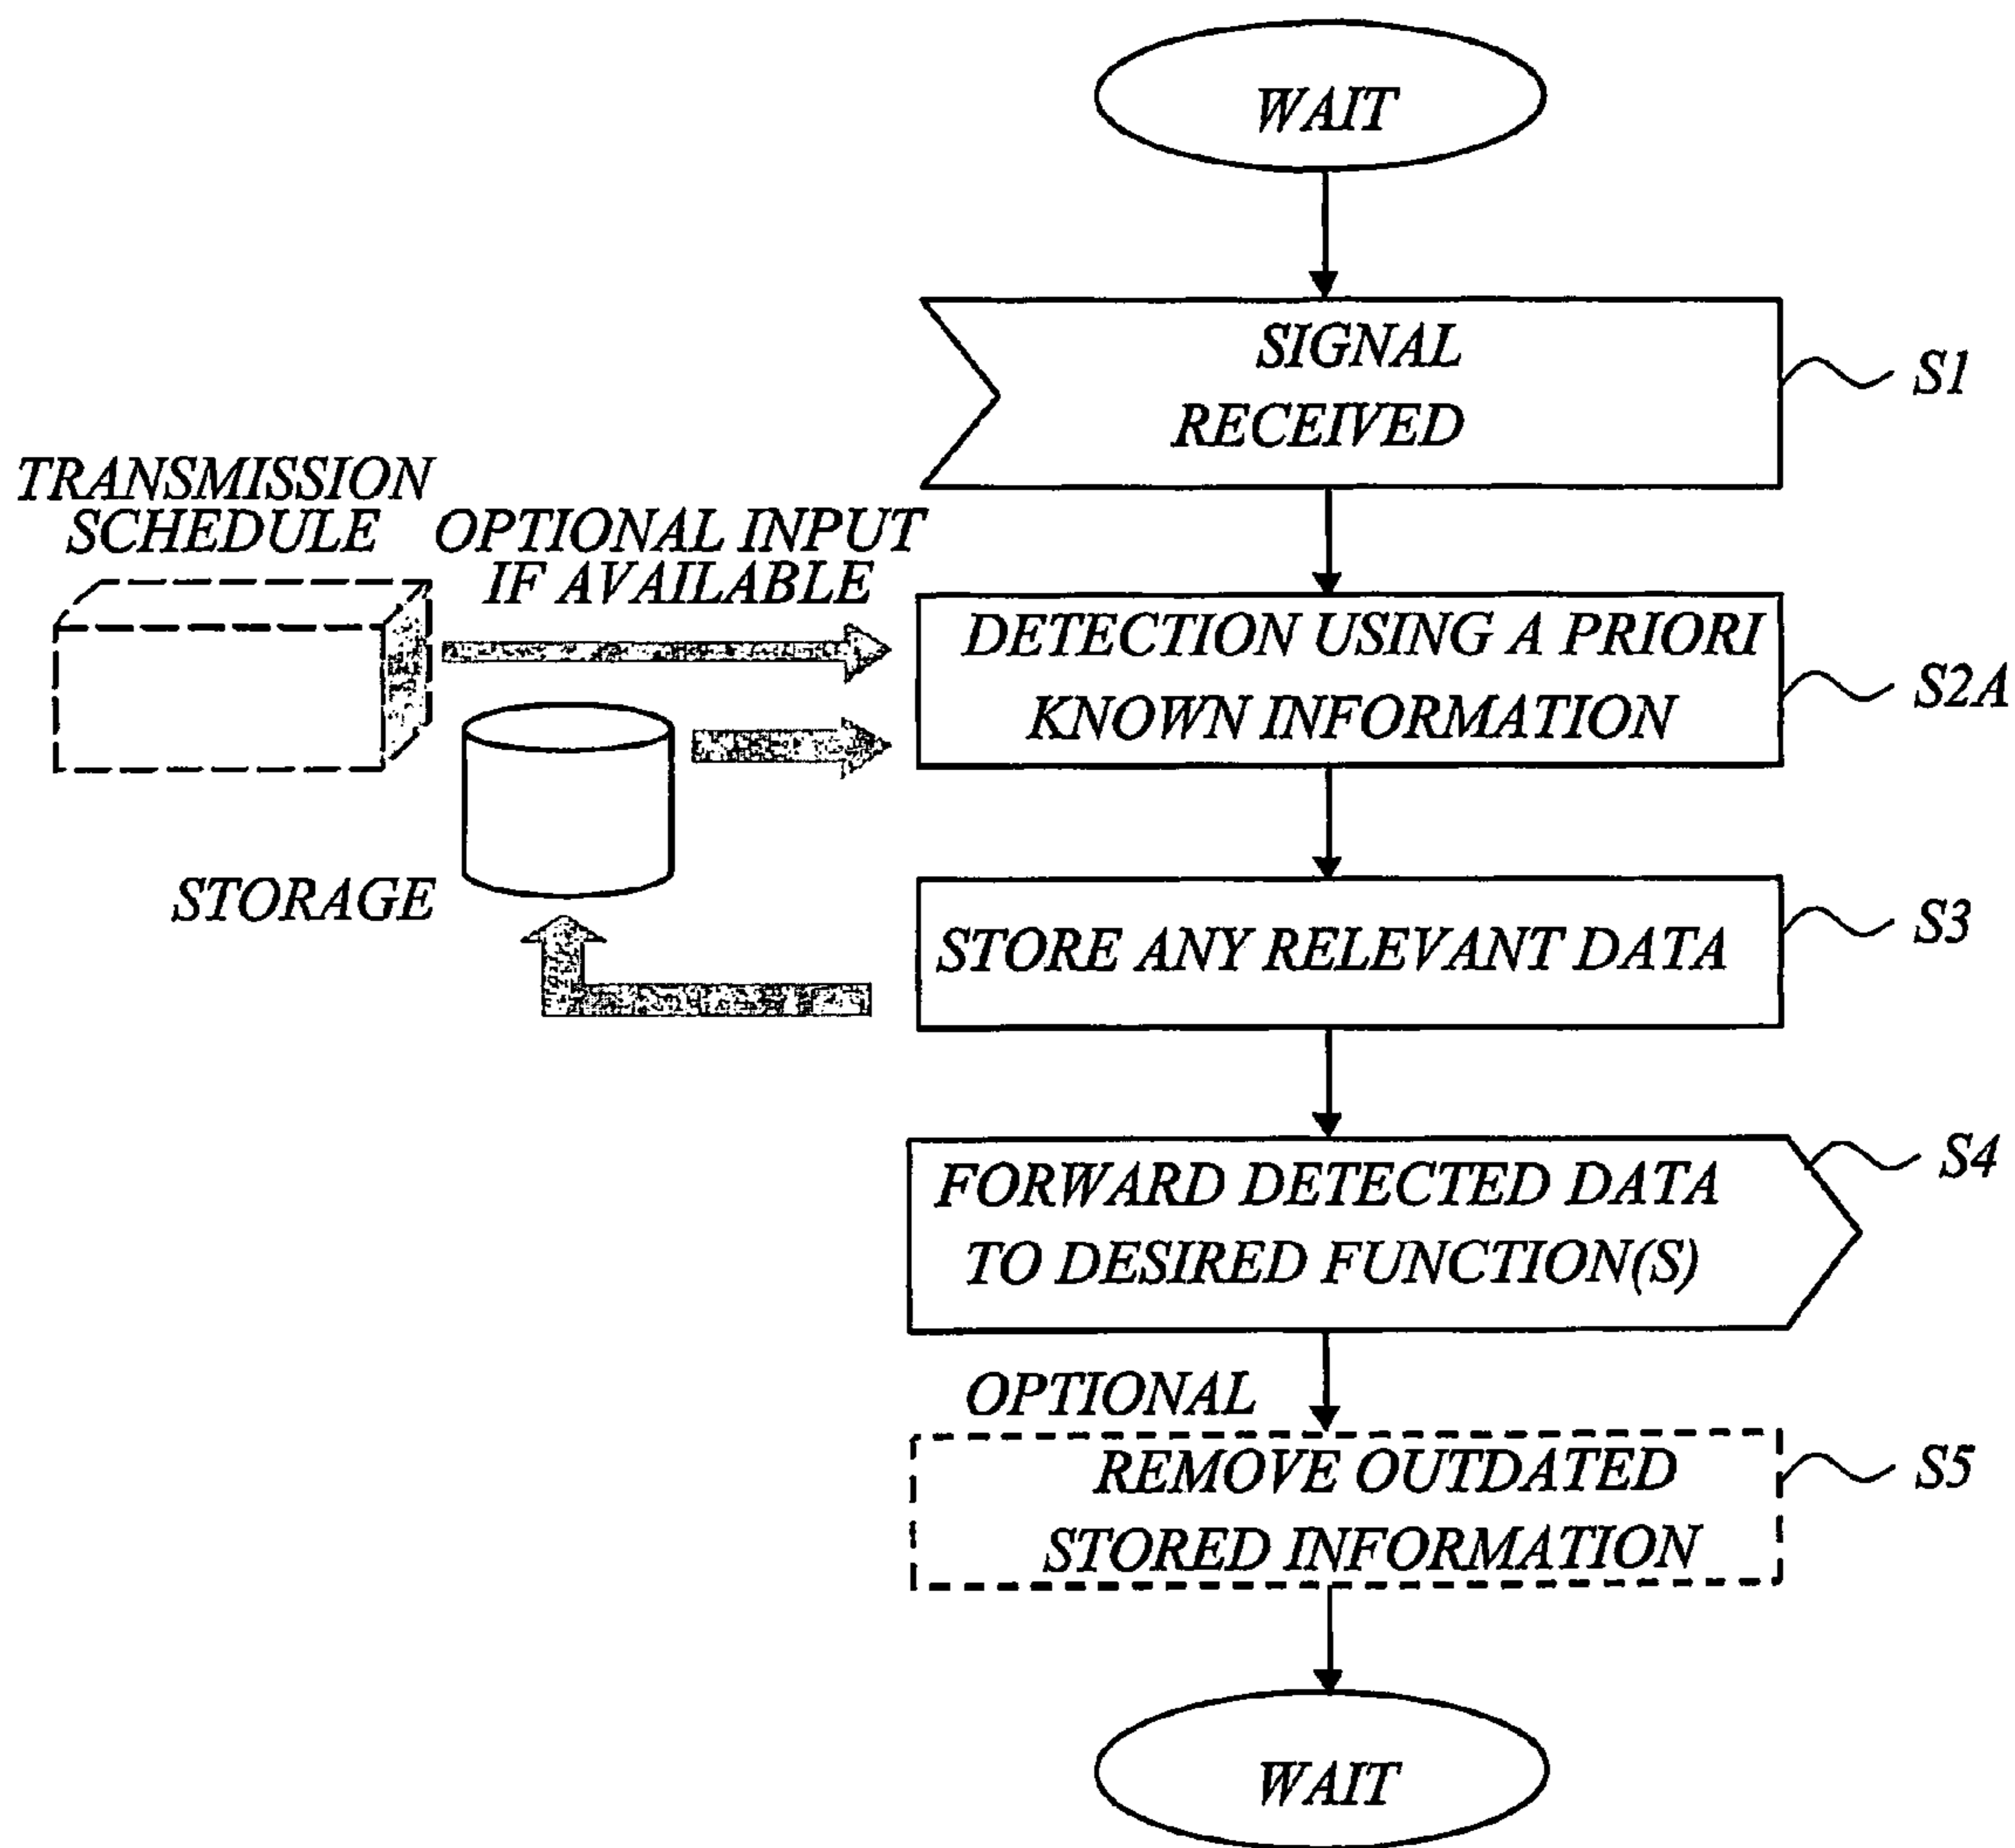 WAIT
SIGNAL
RECEIVED
S1
TRANSMISSION
SCHEDULE
OPTIONAL INPUT
IF AVAILABLE
DETECTION USING A PRIORI
KNOWN INFORMATION
S2A
STORAGE
STORE ANY RELEVANT DATA
S3
FORWARD DETECTED DATA
TO DESIRED FUNCTION(S)
S4
OPTIONAL
REMOVE OUTDATED
STORED INFORMATION
S5
WAIT